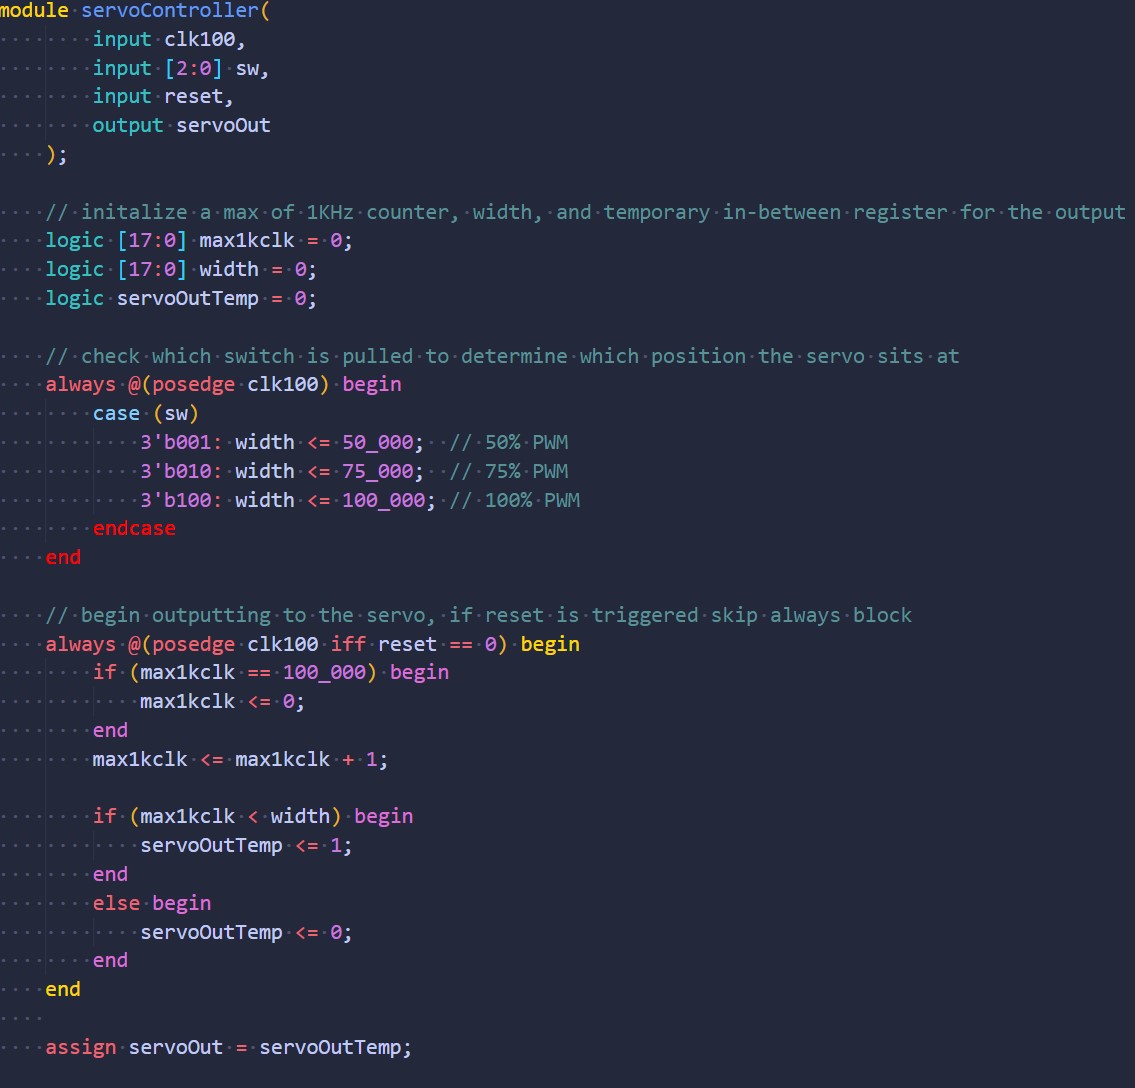 module servoController(
        input clk100,
        input [2:0] sw,
        input reset,
        output servoOut
    );

    // initalize a max of 1KHz counter, width, and temporary in-between register for the output
    logic [17:0] max1kclk = 0;
    logic [17:0] width = 0;
    logic servoOutTemp = 0;

    // check which switch is pulled to determine which position the servo sits at
    always @(posedge clk100) begin
        case (sw)
            3'b001: width <= 50_000;  // 50% PWM
            3'b010: width <= 75_000;  // 75% PWM
            3'b100: width <= 100_000; // 100% PWM
        endcase
    end

    // begin outputting to the servo, if reset is triggered skip always block
    always @(posedge clk100 iff reset == 0) begin
        if (max1kclk == 100_000) begin
            max1kclk <= 0;
        end
        max1kclk <= max1kclk + 1;

        if (max1kclk < width) begin
            servoOutTemp <= 1;
        end
        else begin
            servoOutTemp <= 0;
        end
    end

    assign servoOut = servoOutTemp;